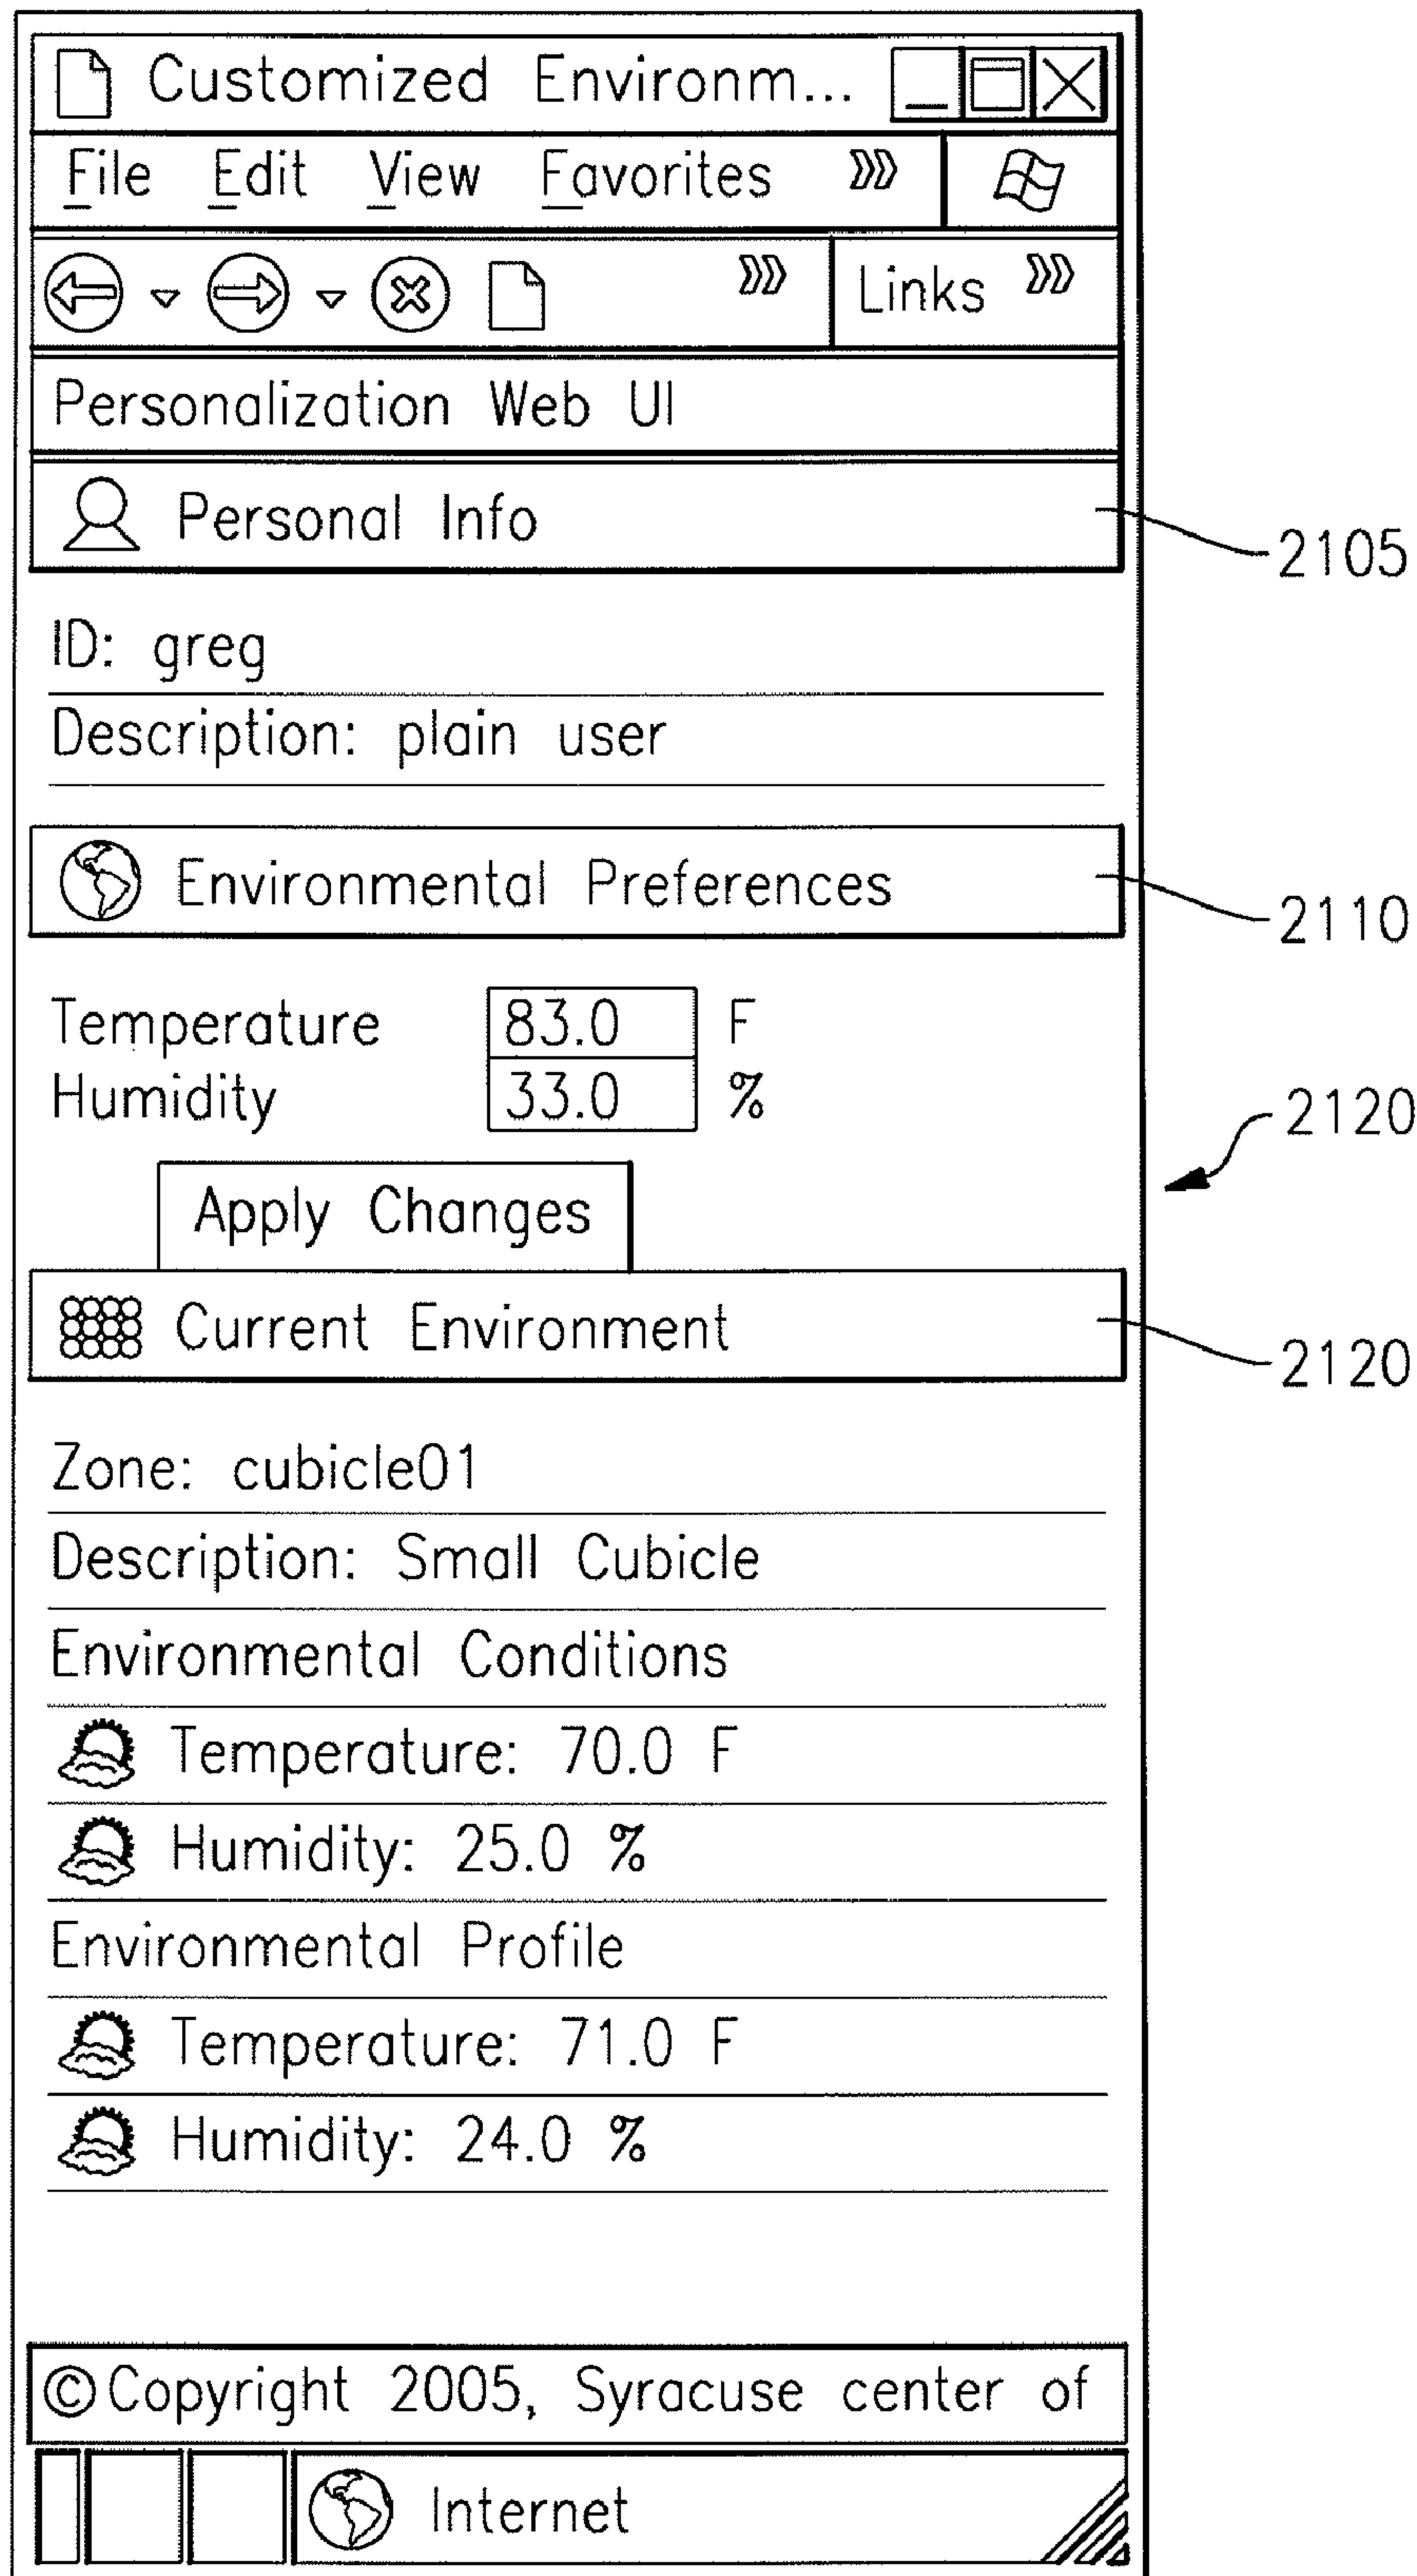 Customized Environm...
File Edit View Favorites
Links
Personalization Web UI
Personal Info
2105
ID: greg
Description: plain user
Environmental Preferences
2110
Temperature 83.0 F
Humidity 33.0 %
2120
Apply Changes
Current Environment
2120
Zone: cubicle01
Description: Small Cubicle
Environmental Conditions
Temperature: 70.0 F
Humidity: 25.0 %
Environmental Profile
Temperature: 71.0 F
Humidity: 24.0 %
©Copyright 2005, Syracuse center of
Internet